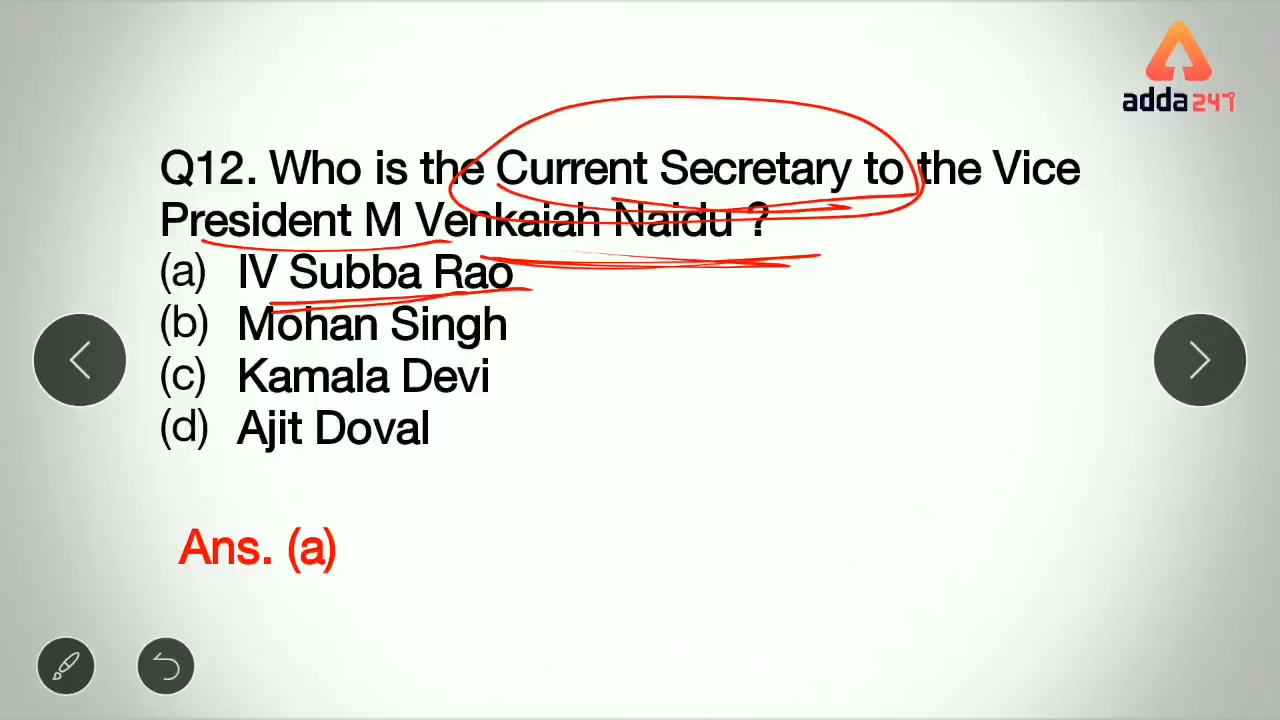 adda247
Q12. Who is the Current Secretary to the Vice
President M Venkaiah Naidu ?
(a) IV Subba Rao
(b) Mohan Singh
(c) Kamala Devi
(d) Ajit Doval
Ans. (a)